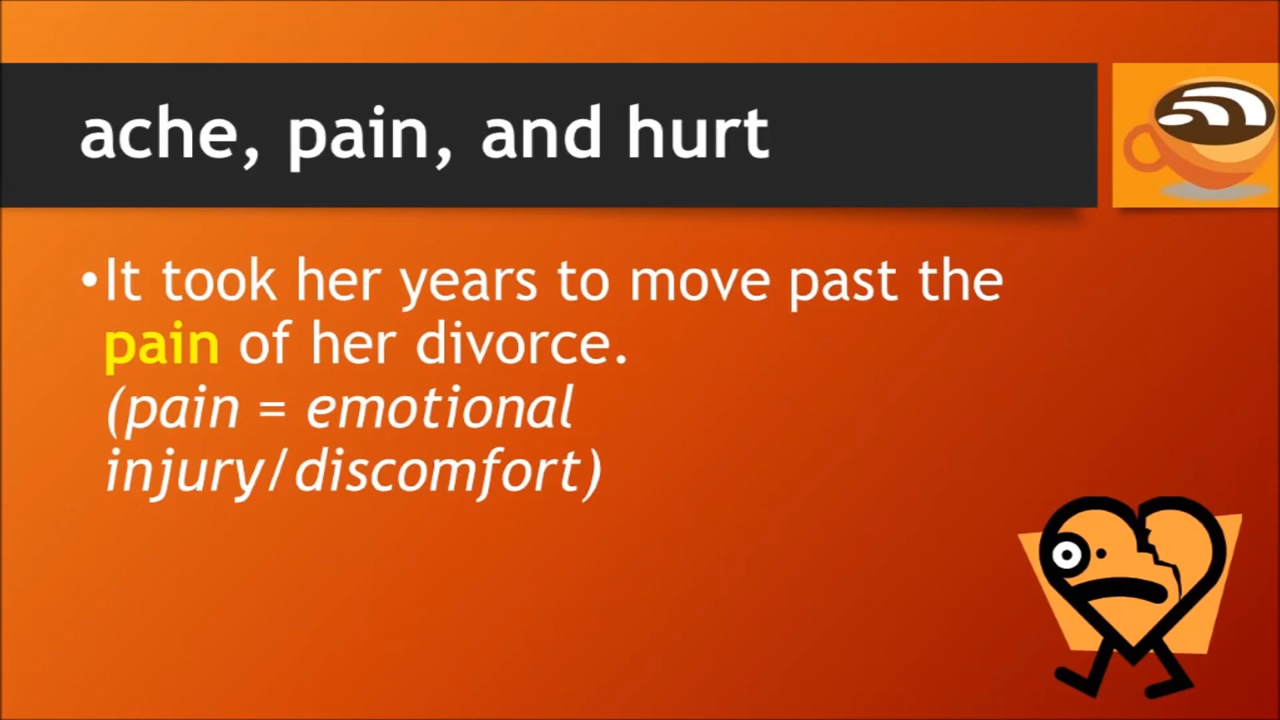 ache, pain, and hurt
•It took her years to move past the
pain of her divorce.
(pain = emotional
injury/discomfort)